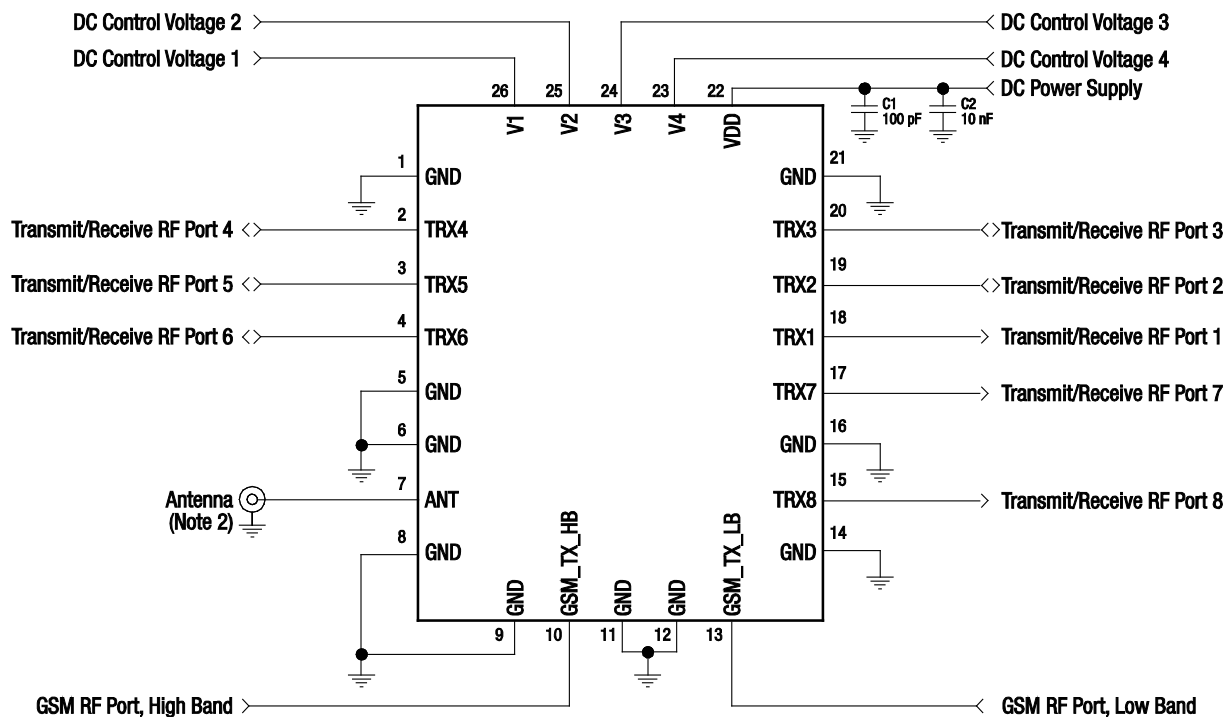 DC Control Voltage 2
DC Control Voltage 3
DC Control Voltage 1
DC Control Voltage 4
DC Power Supply
26
25
24
23
22
C1
100 pF
C2
10 nF
V1
V2
V3
V4
VDD
1
GND
GND
21
Transmit/Receive RF Port 4
2
TRX4
TRX3
20
Transmit/Receive RF Port 3
Transmit/Receive RF Port 5
3
TRX5
TRX2
19
Transmit/Receive RF Port 2
Transmit/Receive RF Port 6
4
TRX6
TRX1
18
Transmit/Receive RF Port 1
5
GND
TRX7
17
Transmit/Receive RF Port 7
6
GND
GND
16
Antenna
(Note 2)
7
ANT
TRX8
15
Transmit/Receive RF Port 8
8
GND
GND
14
GND
GSM_TX_HB
GND
GND
GSM_TX_LB
9
10
11
12
13
GSM RF Port, High Band
GSM RF Port, Low Band